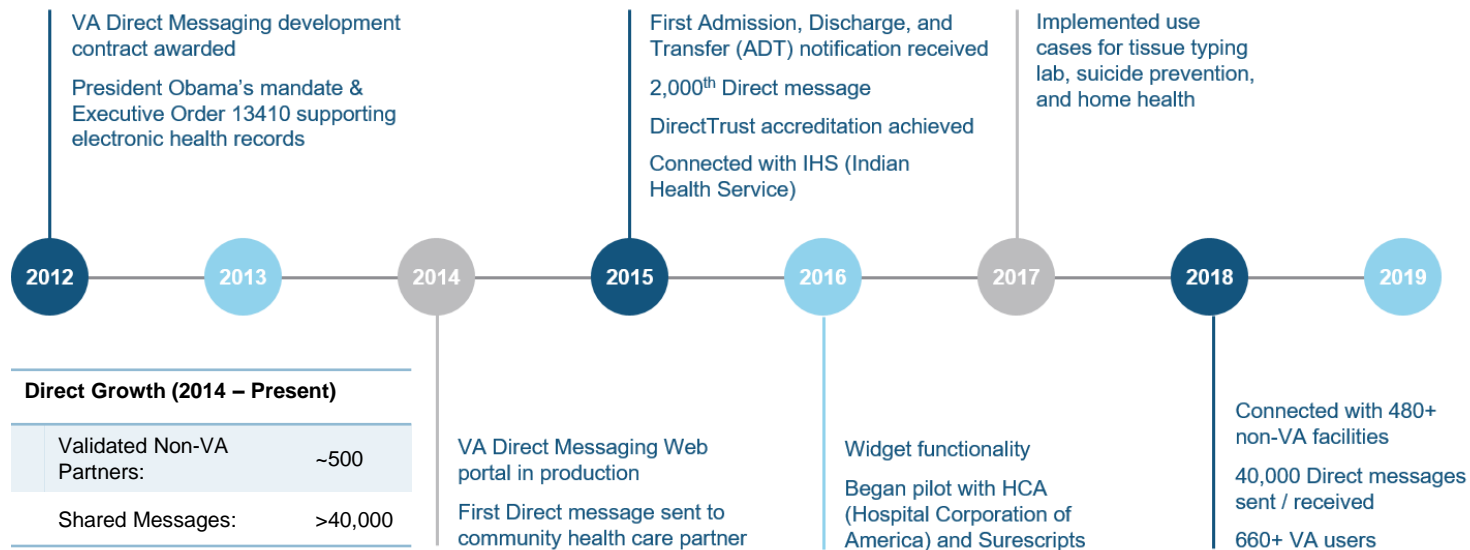 VA Direct Messaging development
contract awarded
President Obama’s mandate &
Executive Order 13410 supporting
electronic health records
First Admission, Discharge, and
Transfer (ADT) notification received
2,000th Direct message
DirectTrust accreditation achieved
Connected with IHS (Indian
Health Service)
Implemented use
cases for tissue typing
lab, suicide prevention,
and home health
2012
2013
2014
2015
2016
2017
2018
2019
Direct Growth (2014 – Present)
Validated Non-VA
Partners:
~500
Shared Messages:
>40,000
VA Direct Messaging Web
portal in production
First Direct message sent to
community health care partner
Widget functionality
Began pilot with HCA
(Hospital Corporation of
America) and Surescripts
Connected with 480+
non-VA facilities
40,000 Direct messages
sent / received
660+ VA users